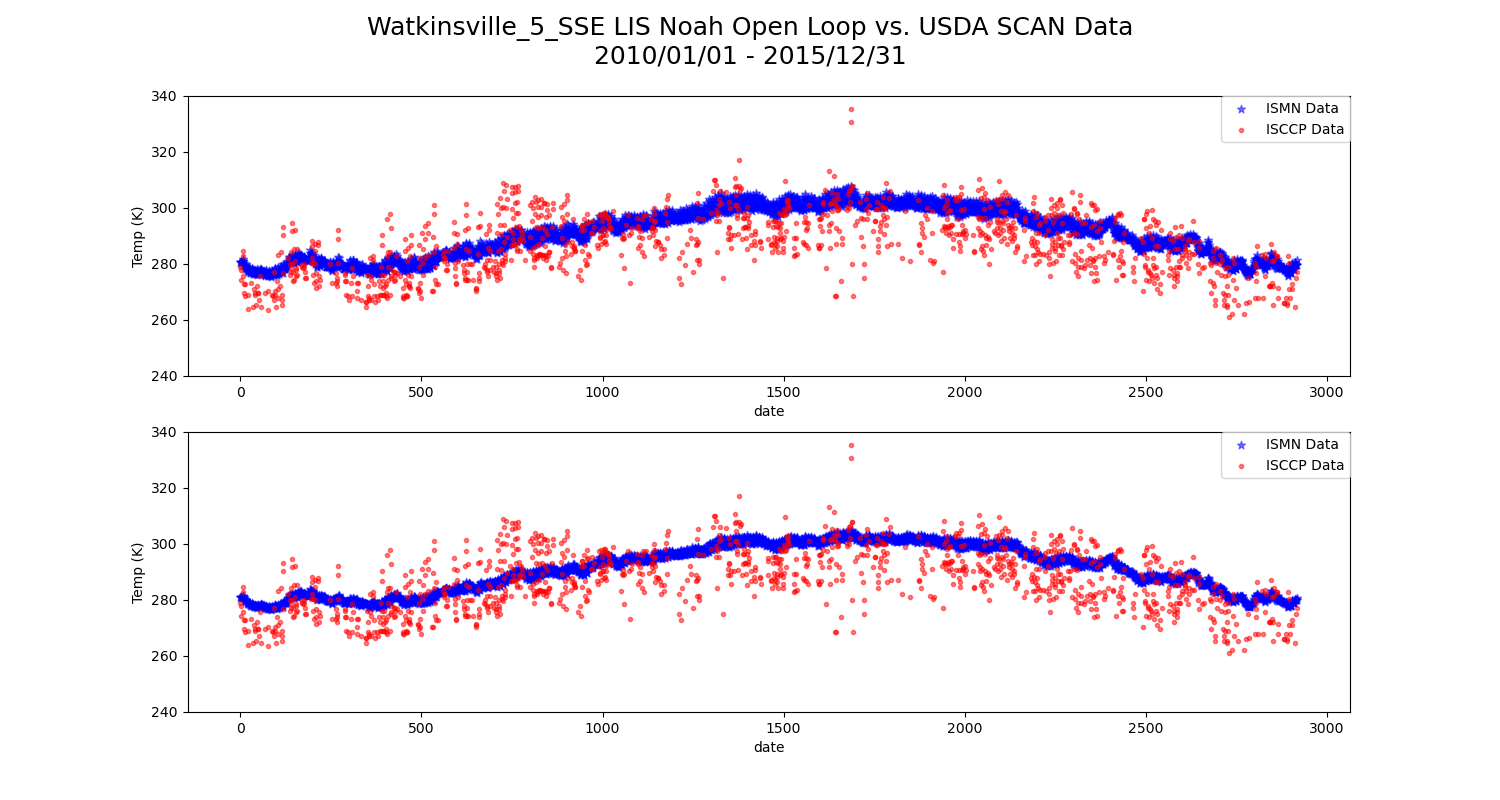 Watkinsville_5_SSE LIS Noah Open Loop vs. USDA SCAN Data
2010/01/01 - 2015/12/31
340
320
300
280
260
240
Temp (K)
ISMN Data
ISCCP Data
0 500 1000 1500 2000 2500 3000
date
340
320
300
280
260
240
Temp (K)
ISMN Data
ISCCP Data
0 500 1000 1500 2000 2500 3000
date